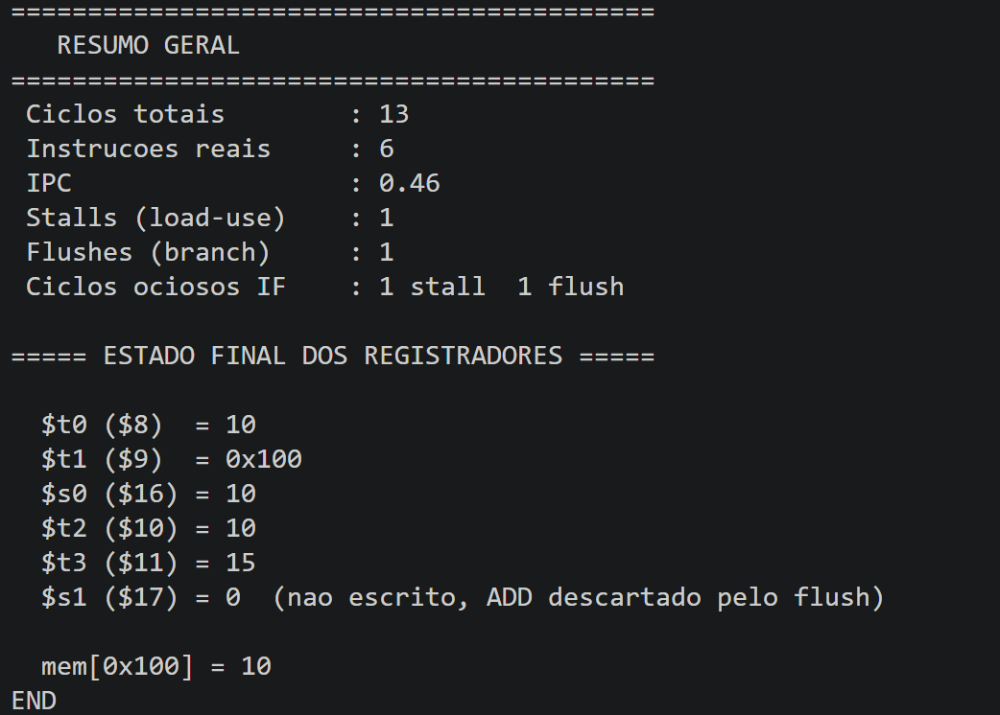 ==========================================
RESUMO GERAL
==========================================
Ciclos totais : 13
Instrucoes reais : 6
IPC : 0.46
Stalls (load-use) : 1
Flushes (branch) : 1
Ciclos ociosos IF : 1 stall 1 flush
===== ESTADO FINAL DOS REGISTRADORES =====
$t0 ($8) = 10
$t1 ($9) = 0x100
$s0 ($16) = 10
$t2 ($10) = 10
$t3 ($11) = 15
$s1 ($17) = 0 (nao escrito, ADD descartado pelo flush)
mem[0x100] = 10
END